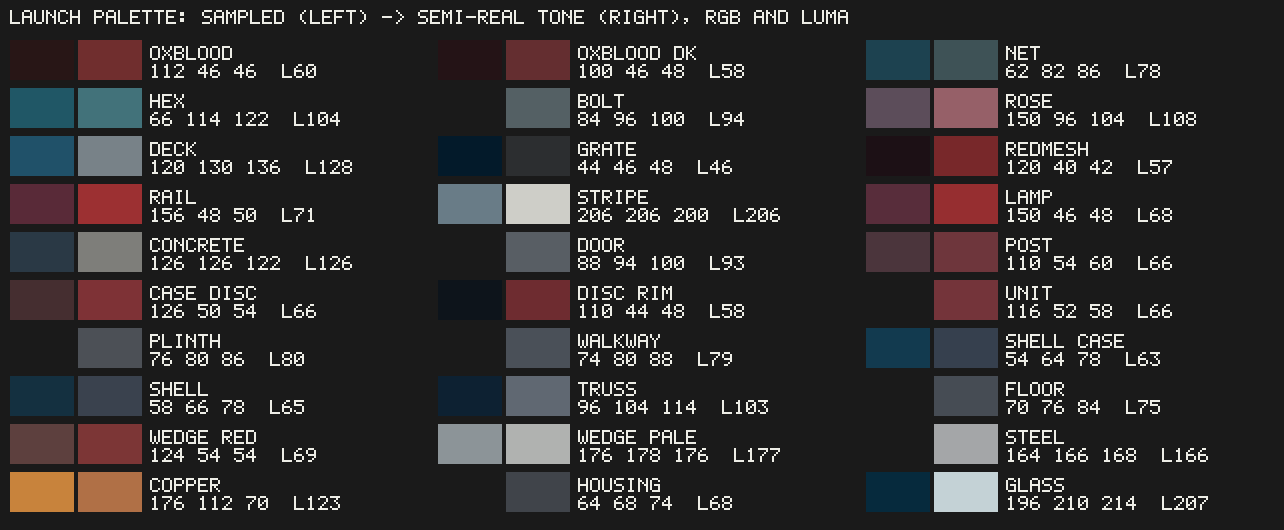 LAUNCH PALETTE: SAMPLED (LEFT) -> SEMI-REAL TONE (RIGHT), RGB AND LUMA
OXBLOOD
112 46 46 L60
OXBLOOD DK
100 46 48 L58
NET
62 82 86 L78
HEX
66 114 122 L104
BOLT
84 96 100 L94
ROSE
150 96 104 L108
DECK
120 130 136 L128
GRATE
44 46 48 L46
REDMESH
120 40 42 L57
RAIL
156 48 50 L71
STRIPE
206 206 200 L206
LAMP
150 46 48 L68
CONCRETE
126 126 122 L126
DOOR
88 94 100 L93
POST
110 54 60 L66
CASE DISC
126 50 54 L66
DISC RIM
110 44 48 L58
UNIT
116 52 58 L66
PLINTH
76 80 86 L80
WALKWAY
74 80 88 L79
SHELL CASE
54 64 78 L63
SHELL
58 66 78 L65
TRUSS
96 104 114 L103
FLOOR
70 76 84 L75
WEDGE RED
124 54 54 L69
WEDGE PALE
176 178 176 L177
STEEL
164 166 168 L166
COPPER
176 112 70 L123
HOUSING
64 68 74 L68
GLASS
196 210 214 L207